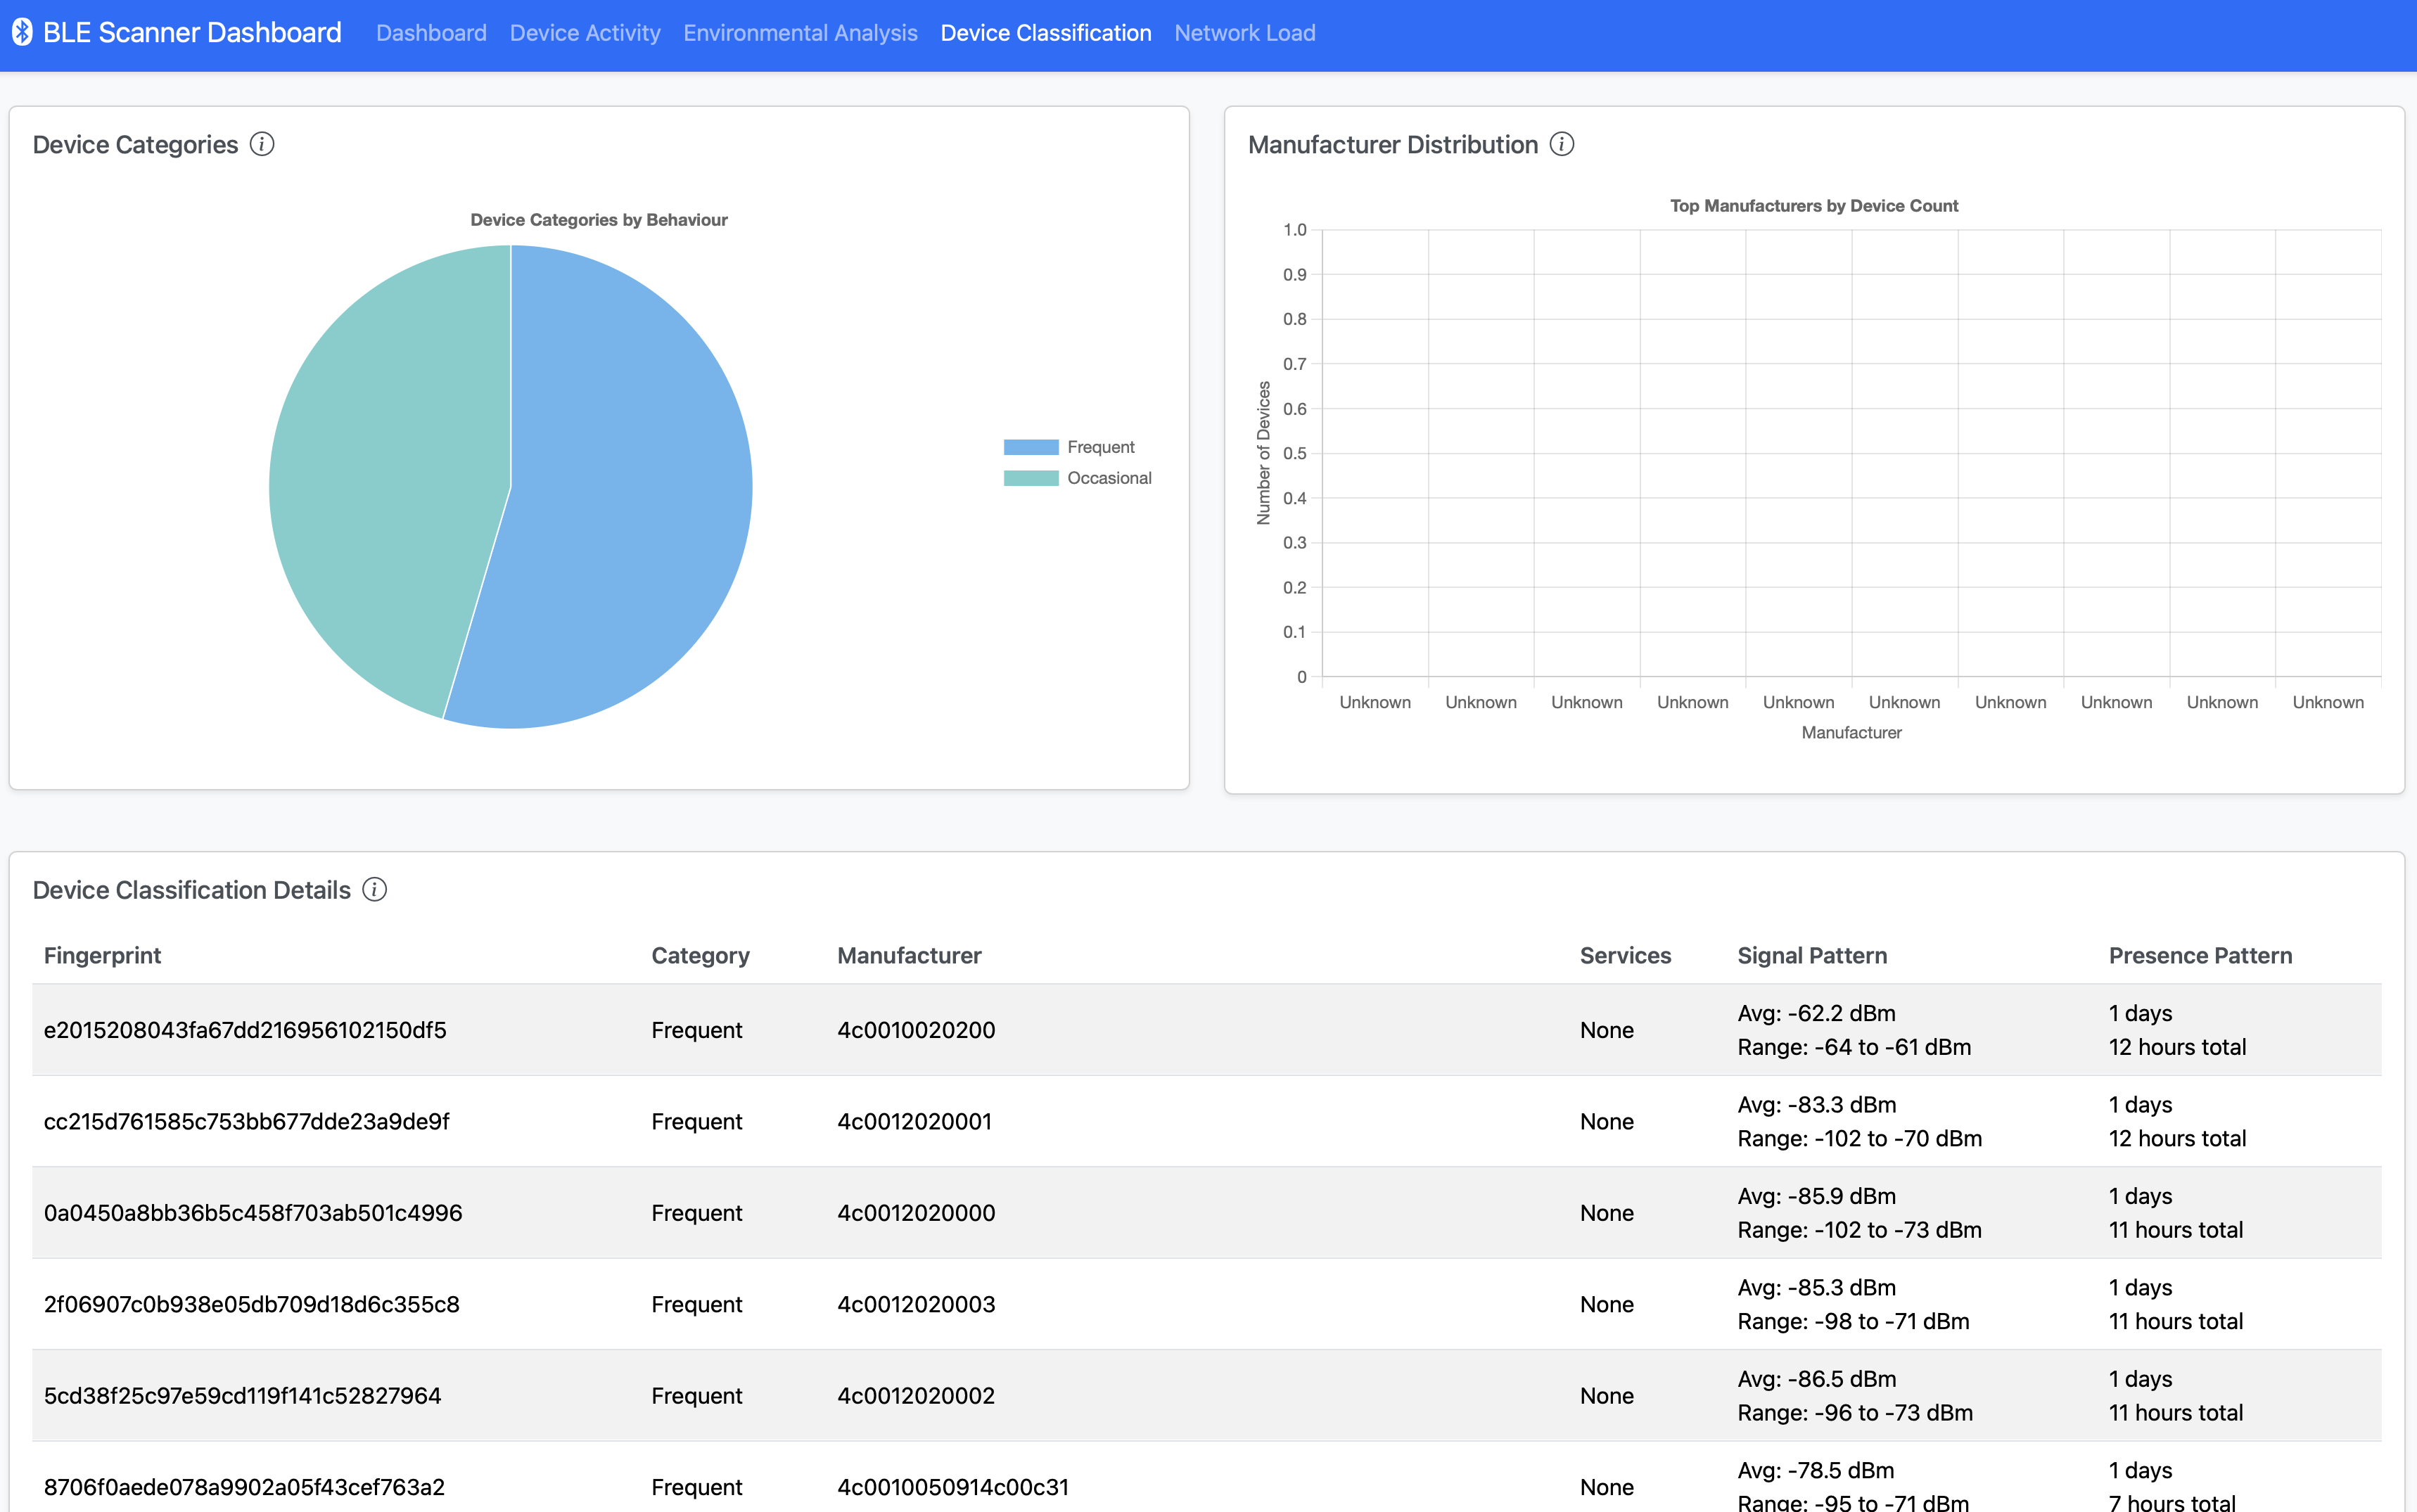 BLE Scanner Dashboard Dashboard Device Activity Environmental Analysis Device Classification Network Load
Device Categories
Device Categories by Behaviour
Frequent
Occasional
Manufacturer Distribution
Top Manufacturers by Device Count
1.0
0.9
0.8
0.7
0.6
0.5
0.4
0.3
0.2
0.1
0
Number of Devices
Unknown Unknown Unknown Unknown Unknown Unknown Unknown Unknown Unknown Unknown
Manufacturer
Device Classification Details
Fingerprint Category Manufacturer Services Signal Pattern Presence Pattern
e2015208043fa67dd216956102150df5 Frequent 4c0010020200 None Avg: -62.2 dBm 1 days
Range: -64 to -61 dBm 12 hours total
cc215d761585c753bb677dde23a9de9f Frequent 4c0012020001 None Avg: -83.3 dBm 1 days
Range: -102 to -70 dBm 12 hours total
0a0450a8bb36b5c458f703ab501c4996 Frequent 4c0012020000 None Avg: -85.9 dBm 1 days
Range: -102 to -73 dBm 11 hours total
2f06907c0b938e05db709d18d6c355c8 Frequent 4c0012020003 None Avg: -85.3 dBm 1 days
Range: -98 to -71 dBm 11 hours total
5cd38f25c97e59cd119f141c52827964 Frequent 4c0012020002 None Avg: -86.5 dBm 1 days
Range: -96 to -73 dBm 11 hours total
8706f0aede078a9902a05f43cef763a2 Frequent 4c0010050914c00c31 None Avg: -78.5 dBm 1 days
Range: -95 to -71 dBm 7 hours total